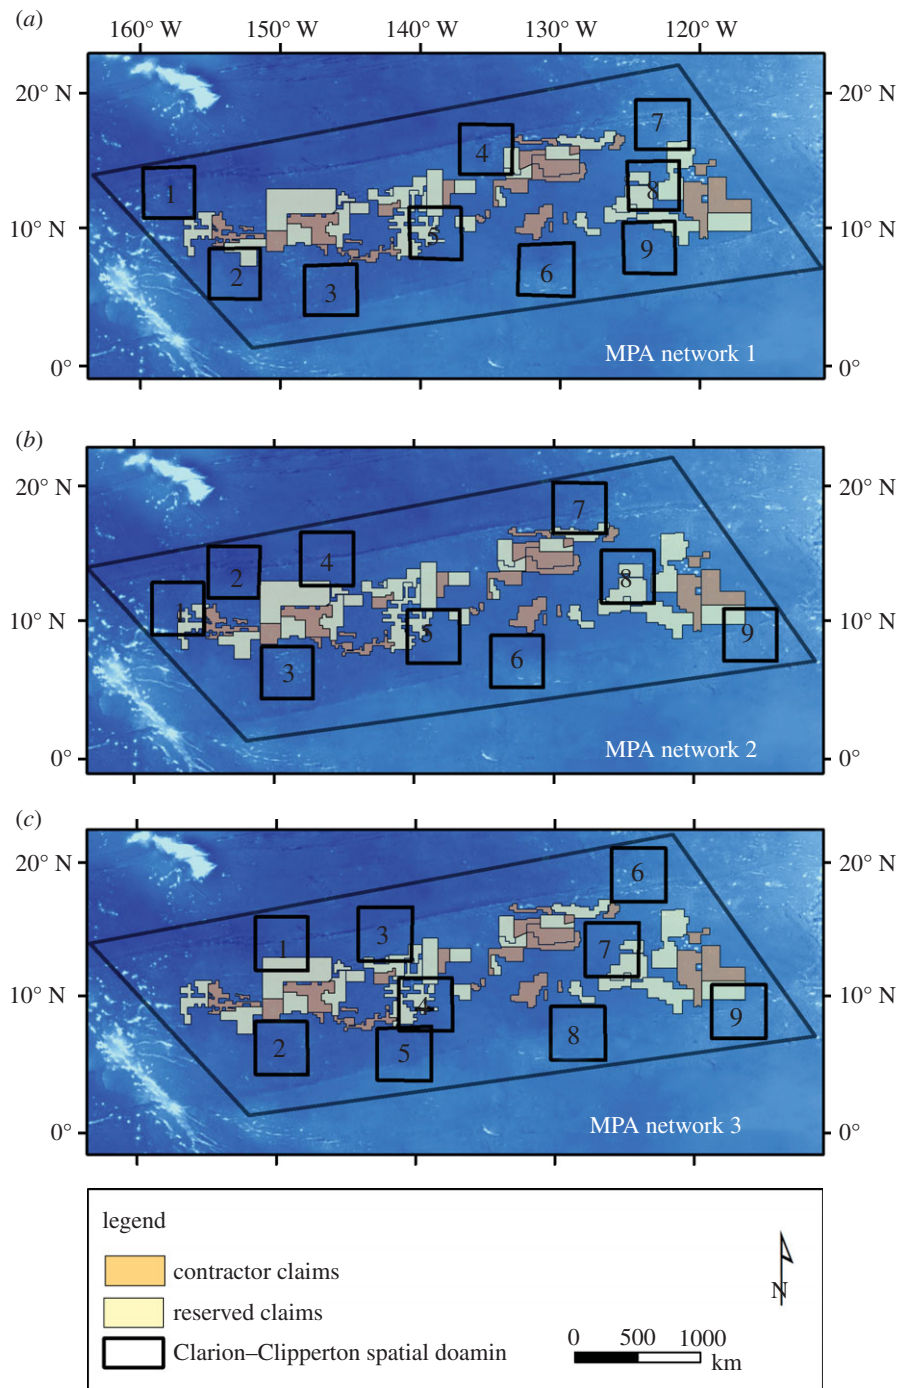 (a)
160° W 150° W 140° W 130° W 120° W
20° N 20° N
10° N 10° N
0° 0°
1 2 3 4 5 6 7 8 9
MPA network 1
(b)
20° N 20° N
10° N 10° N
0° 0°
1 2 3 4 5 6 7 8 9
MPA network 2
(c)
20° N 20° N
10° N 10° N
0° 0°
1 2 3 4 5 6 7 8 9
MPA network 3
legend
contractor claims
reserved claims
Clarion–Clipperton spatial doamin
N
0 500 1000
km